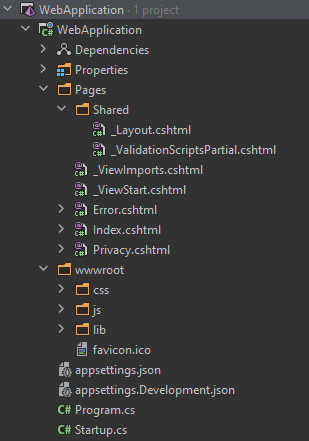 WebApplication · 1 project
WebApplication
Dependencies
Properties
Pages
Shared
_Layout.cshtml
_ValidationScriptsPartial.cshtml
_ViewImports.cshtml
_ViewStart.cshtml
Error.cshtml
Index.cshtml
Privacy.cshtml
wwwroot
css
js
lib
favicon.ico
appsettings.json
appsettings.Development.json
C# Program.cs
C# Startup.cs